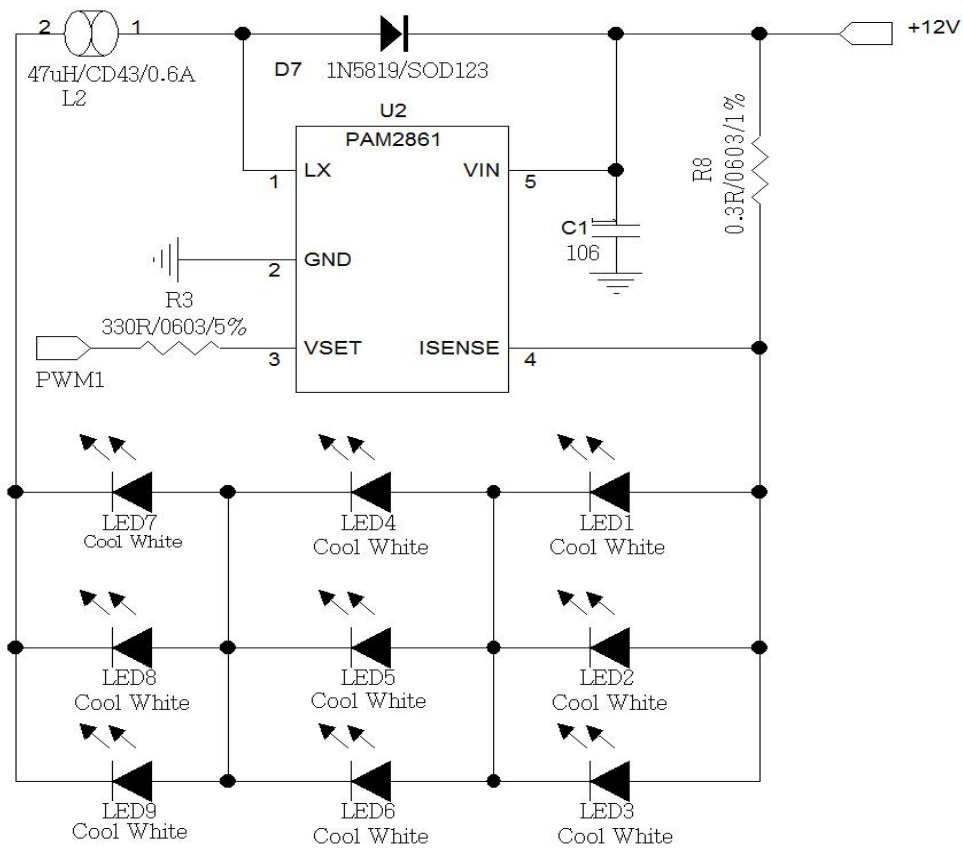 2
1
+12V
47uH/CD43/0.6A
L2
D7
1N5819/SOD123
U2
PAM2861
R8
0.3R/0603/1%
1
LX
VIN
5
C1
106
2
GND
R3
330R/0603/5%
PWM1
3
VSET
ISENSE
4
LED7
Cool White
LED4
Cool White
LED1
Cool White
LED8
Cool White
LED5
Cool White
LED2
Cool White
LED9
Cool White
LED6
Cool White
LED3
Cool White